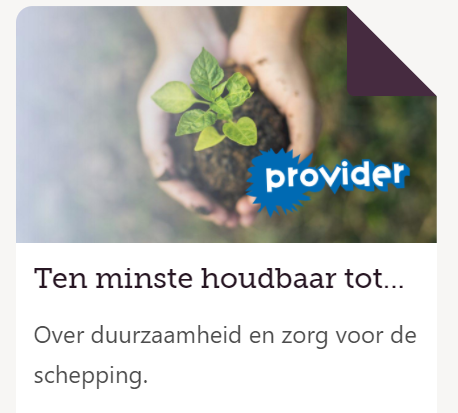 provider
Ten minste houdbaar tot...
Over duurzaamheid en zorg voor de
schepping.